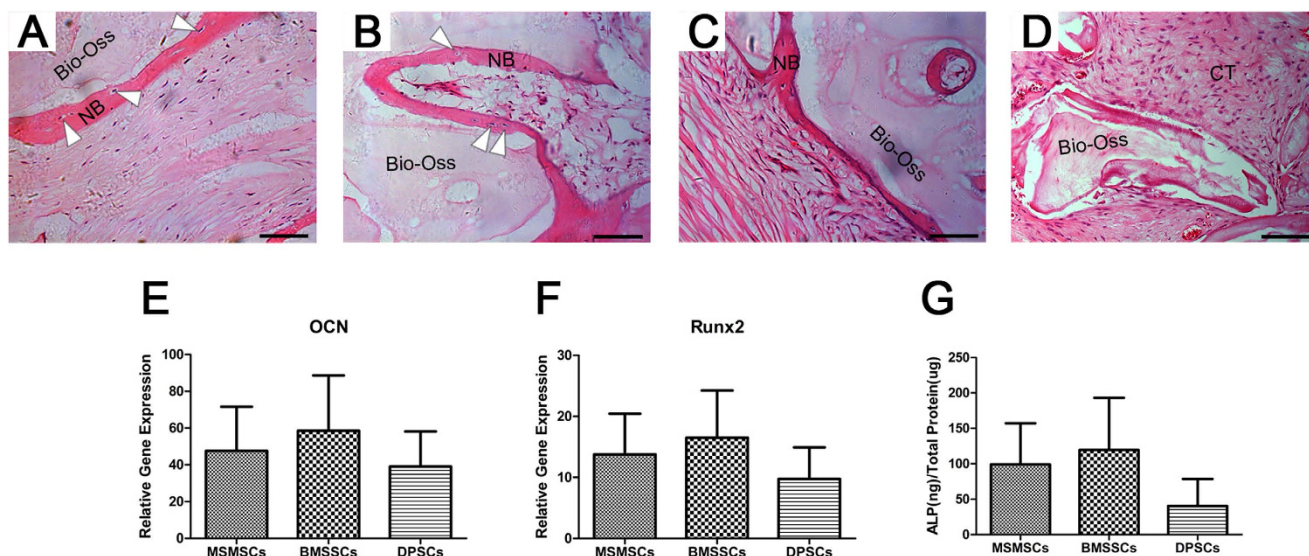 A
Bio-Oss
NB
B
NB
Bio-Oss
C
NB
Bio-Oss
D
CT
Bio-Oss
E
OCN
Relative Gene Expression
100
80
60
40
20
0
MSMSCs BMSSCs DPSCs
F
Runx2
Relative Gene Expression
30
20
10
0
MSMSCs BMSSCs DPSCs
G
ALP(ng)/Total Protein(ug)
250
200
150
100
50
0
MSMSCs BMSSCs DPSCs